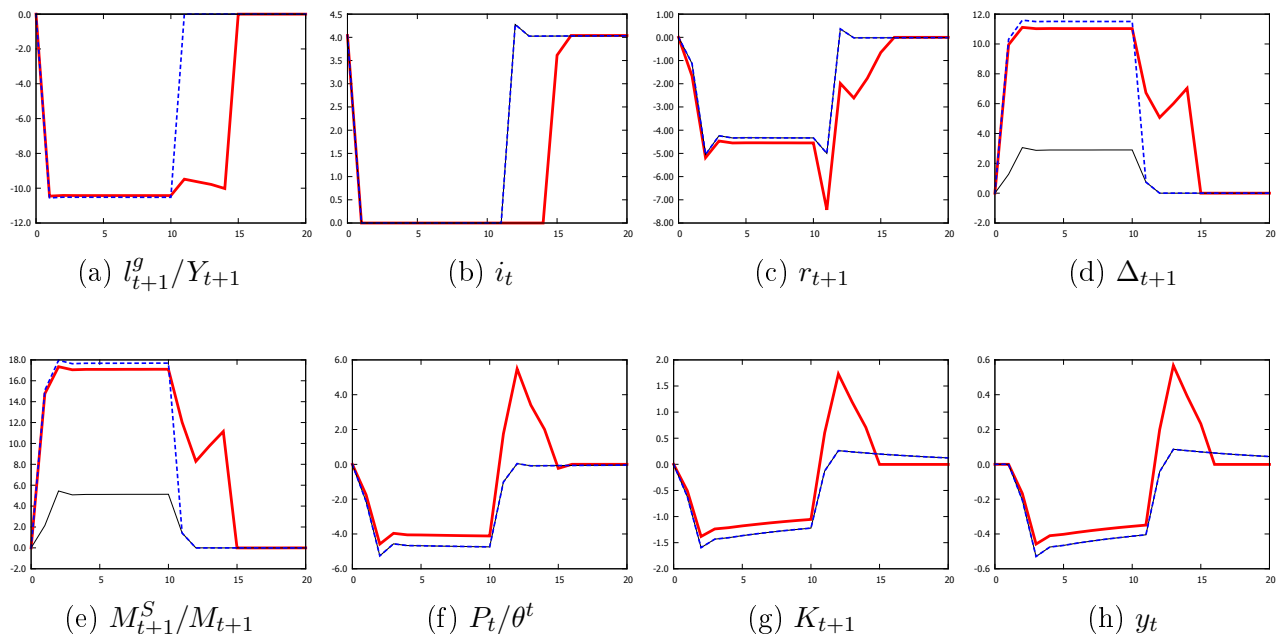 0.0 -2.0 -4.0 -6.0 -8.0 -10.0 -12.0
0 5 10 15 20
(a) $l^g_{t+1}/Y_{t+1}$
4.5 4.0 3.5 3.0 2.5 2.0 1.5 1.0 0.5 0.0
0 5 10 15 20
(b) $i_t$
1.00 0.00 -1.00 -2.00 -3.00 -4.00 -5.00 -6.00 -7.00 -8.00
0 5 10 15 20
(c) $r_{t+1}$
12.0 10.0 8.0 6.0 4.0 2.0 0.0 -2.0
0 5 10 15 20
(d) $\Delta_{t+1}$
18.0 16.0 14.0 12.0 10.0 8.0 6.0 4.0 2.0 0.0 -2.0
0 5 10 15 20
(e) $M^S_{t+1}/M_{t+1}$
6.0 4.0 2.0 0.0 -2.0 -4.0 -6.0
0 5 10 15 20
(f) $P_t/\theta^t$
2.0 1.5 1.0 0.5 0.0 -0.5 -1.0 -1.5 -2.0
0 5 10 15 20
(g) $K_{t+1}$
0.6 0.4 0.2 0.0 -0.2 -0.4 -0.6
0 5 10 15 20
(h) $y_t$